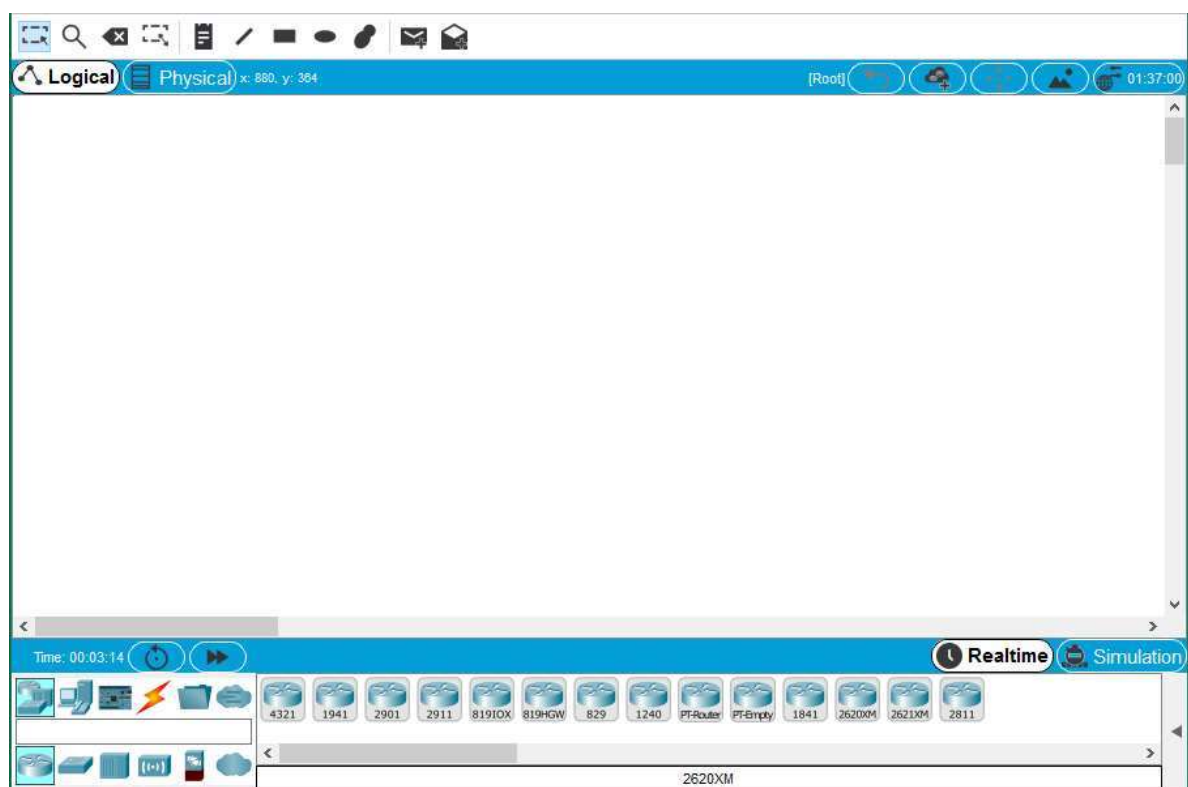 Logical Physical x: 880, y: 364 [Root] 01:37:00
Time: 00:03:14 Realtime Simulation
4321 1941 2901 2911 819IOX 819HGW 829 1240 PT-Router PT-Empty 1841 2620XM 2621XM 2811
2620XM